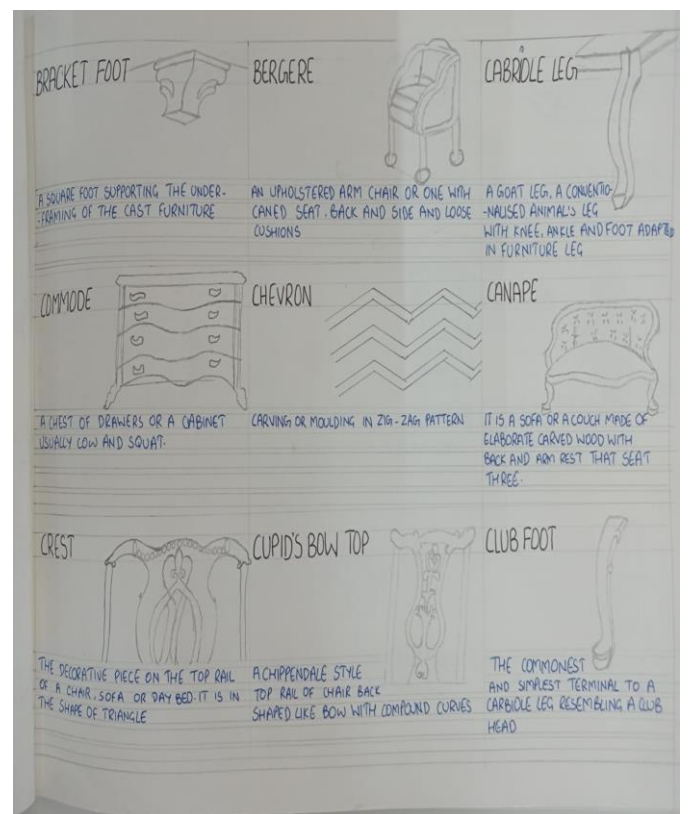 BRACKET FOOT
A SQUARE FOOT SUPPORTING THE UNDER-
-FRAMING OF THE CAST FURNITURE
BERGERE
AN UPHOLSTERED ARM CHAIR OR ONE WITH
CANED SEAT. BACK AND SIDE AND LOOSE
CUSHIONS
CABRIOLE LEG
A GOAT LEG, A CONVENTIO-
-NALISED ANIMAL'S LEG
WITH KNEE, ANKLE AND FOOT ADAPTED
IN FURNITURE LEG
COMMODE
A CHEST OF DRAWERS OR A CABINET
USUALLY LOW AND SQUAT.
CHEVRON
CARVING OR MOULDING IN ZIG-ZAG PATTERN
CANAPE
IT IS A SOFA OR A COUCH MADE OF
ELABORATE CARVED WOOD WITH
BACK AND ARM REST THAT SEAT
THREE.
CREST
THE DECORATIVE PIECE ON THE TOP RAIL
OF A CHAIR, SOFA OR DAY BED. IT IS IN
THE SHAPE OF TRIANGLE
CUPID'S BOW TOP
A CHIPPENDALE STYLE
TOP RAIL OF CHAIR BACK
SHAPED LIKE BOW WITH COMPOUND CURVES
CLUB FOOT
THE COMMONEST
AND SIMPLEST TERMINAL TO A
CARBIOLE LEG RESEMBLING A CLUB
HEAD